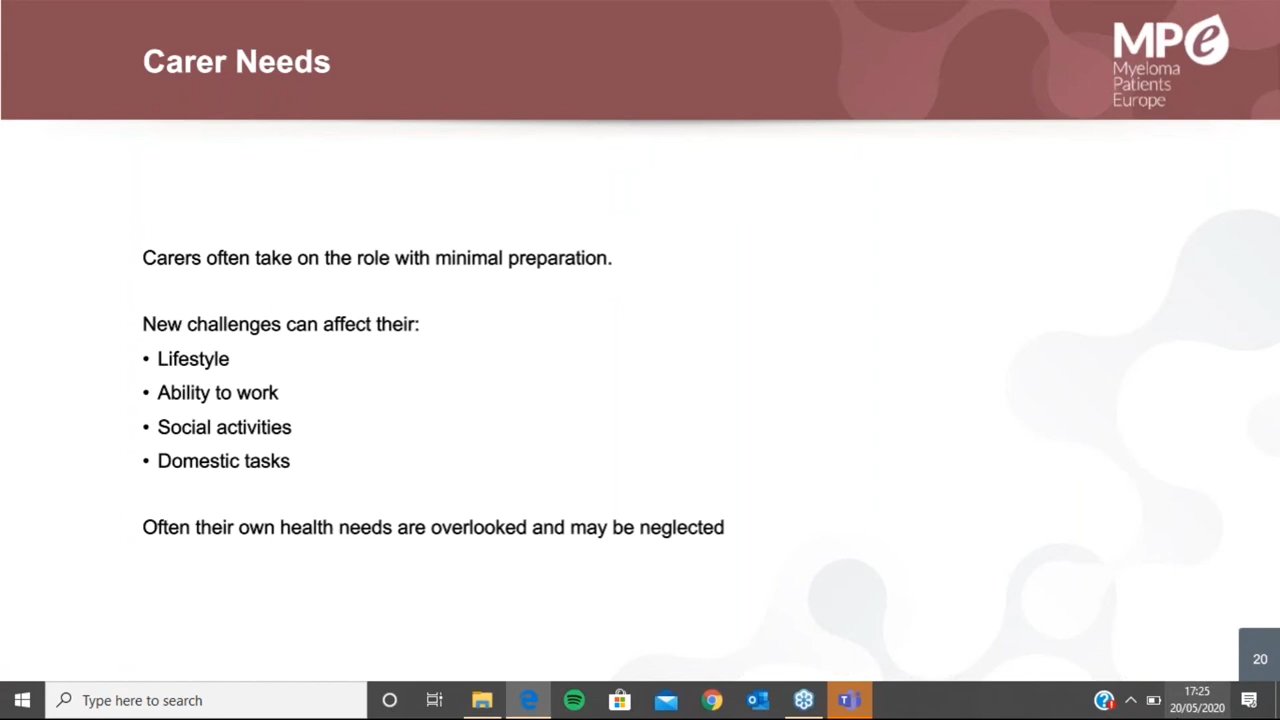 Carer Needs
MPe
Myeloma
Patients
Europe
Carers often take on the role with minimal preparation.
New challenges can affect their:
• Lifestyle
• Ability to work
• Social activities
• Domestic tasks
Often their own health needs are overlooked and may be neglected
20
Type here to search
17:25
20/05/2020